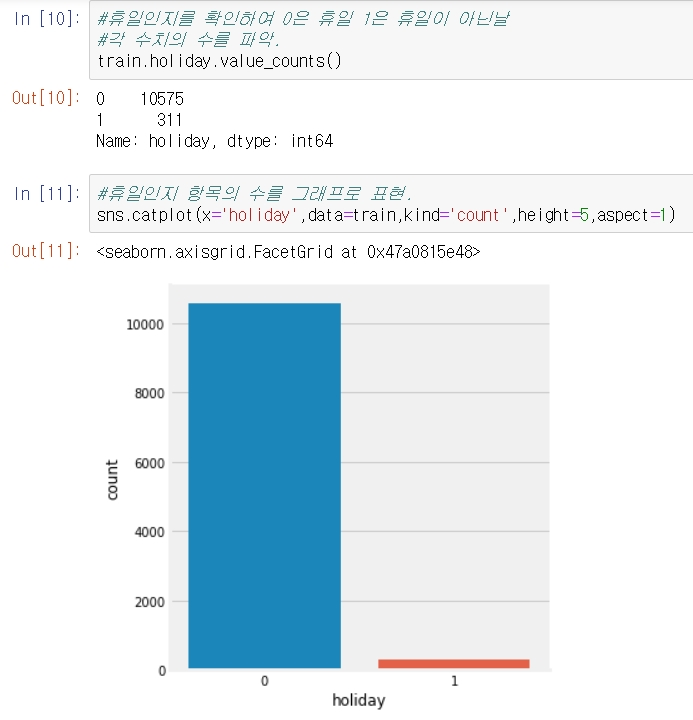 In [10]: #휴일인지를 확인하여 0은 휴일 1은 휴일이 아닌날
#각 수치의 수를 파악.
train.holiday.value_counts()
Out[10]: 0    10575
1      311
Name: holiday, dtype: int64
In [11]: #휴일인지 항목의 수를 그래프로 표현.
sns.catplot(x='holiday',data=train,kind='count',height=5,aspect=1)
Out[11]: <seaborn.axisgrid.FacetGrid at 0x47a0815e48>
10000
8000
6000
4000
2000
0
count
0 1
holiday